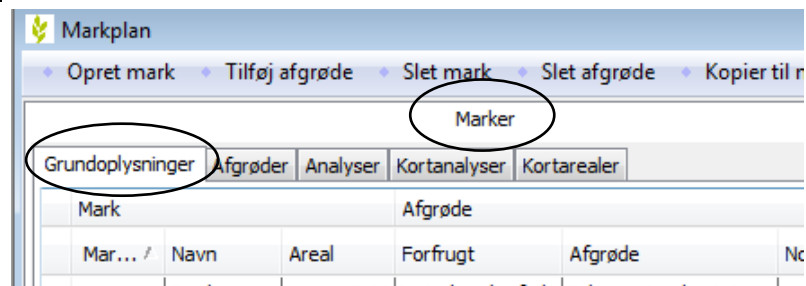 Markplan
Opret mark Tilføj afgrøde Slet mark Slet afgrøde Kopier til
Marker
Grundoplysninger Afgrøder Analyser Kortanalyser Kortarealer
Mark Afgrøde
Mar... Navn Areal Forfrugt Afgrøde